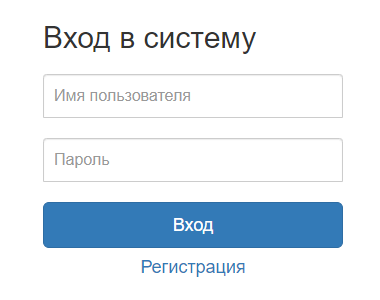 Вход в систему
Имя пользователя
Пароль
Вход
Регистрация